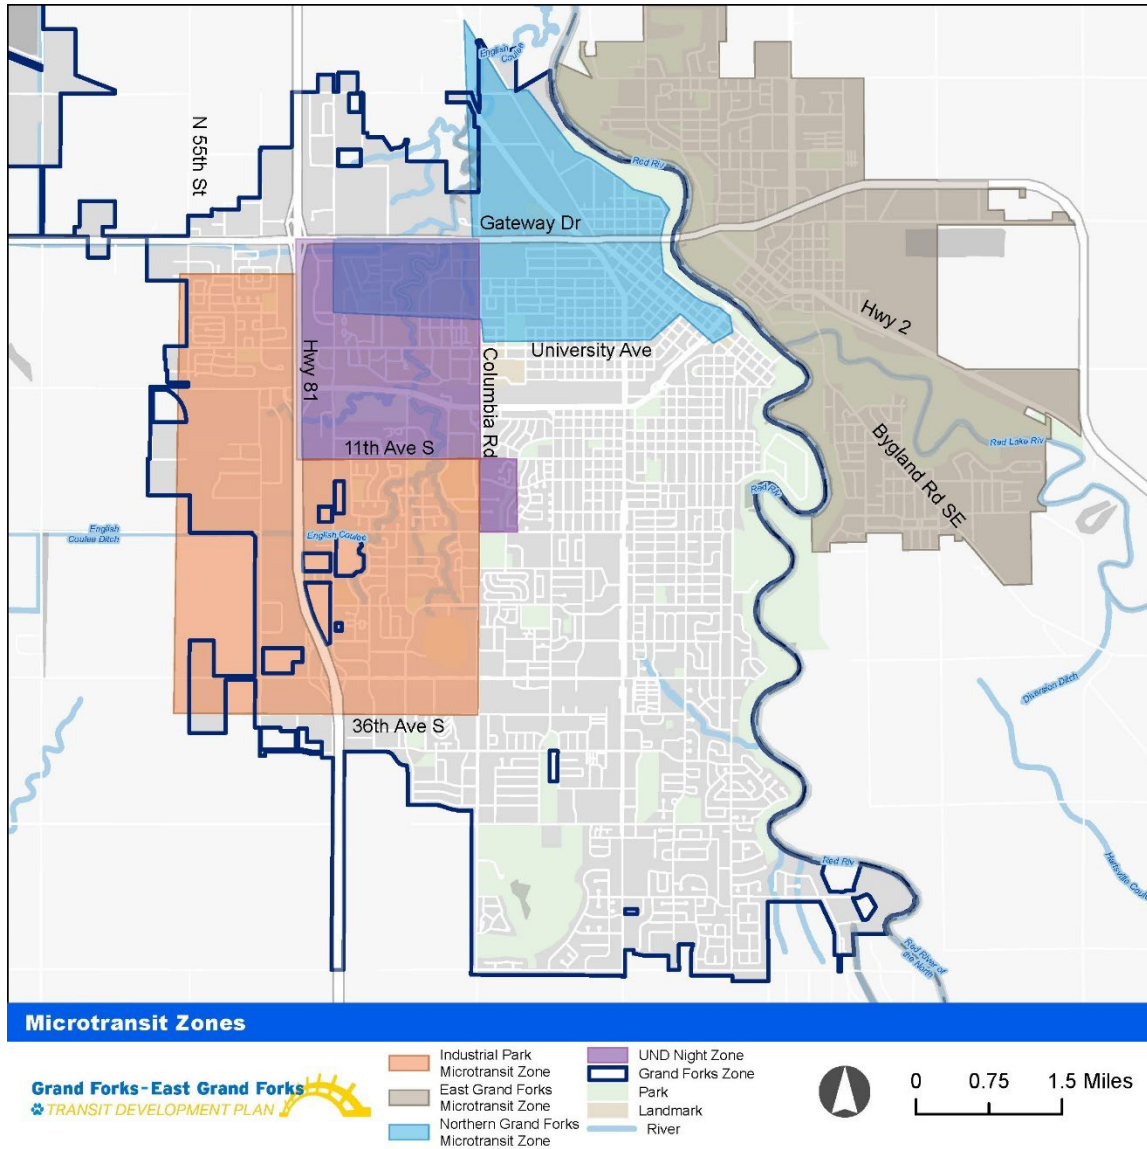 English
Coulee
N 55th St
Red Riv
Gateway Dr
Hwy 2
Hwy 81
Columbia Rd
University Ave
11th Ave S
Bygland Rd SE
Red Lake Riv
Red Riv
English
Coulee Ditch
English Coulee
Diversion Ditch
36th Ave S
Red Riv
Hartsville Coulee
Red River of
the North
Microtransit Zones
Grand Forks-East Grand Forks
TRANSIT DEVELOPMENT PLAN
Industrial Park
Microtransit Zone
East Grand Forks
Microtransit Zone
Northern Grand Forks
Microtransit Zone
UND Night Zone
Grand Forks Zone
Park
Landmark
River
0 0.75 1.5 Miles